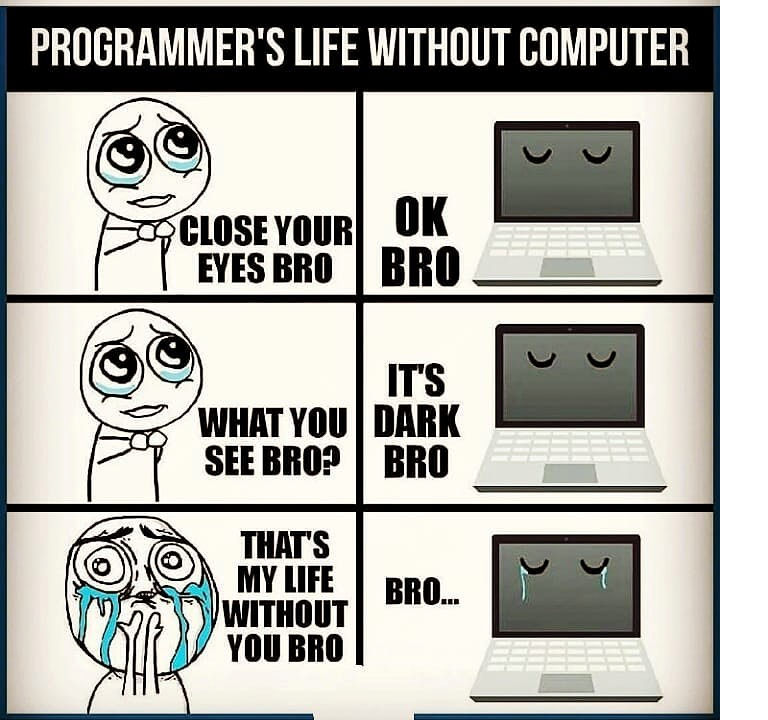 PROGRAMMER'S LIFE WITHOUT COMPUTER
CLOSE YOUR
EYES BRO
OK
BRO
WHAT YOU
SEE BRO?
IT'S
DARK
BRO
THAT'S
MY LIFE
WITHOUT
YOU BRO
BRO...